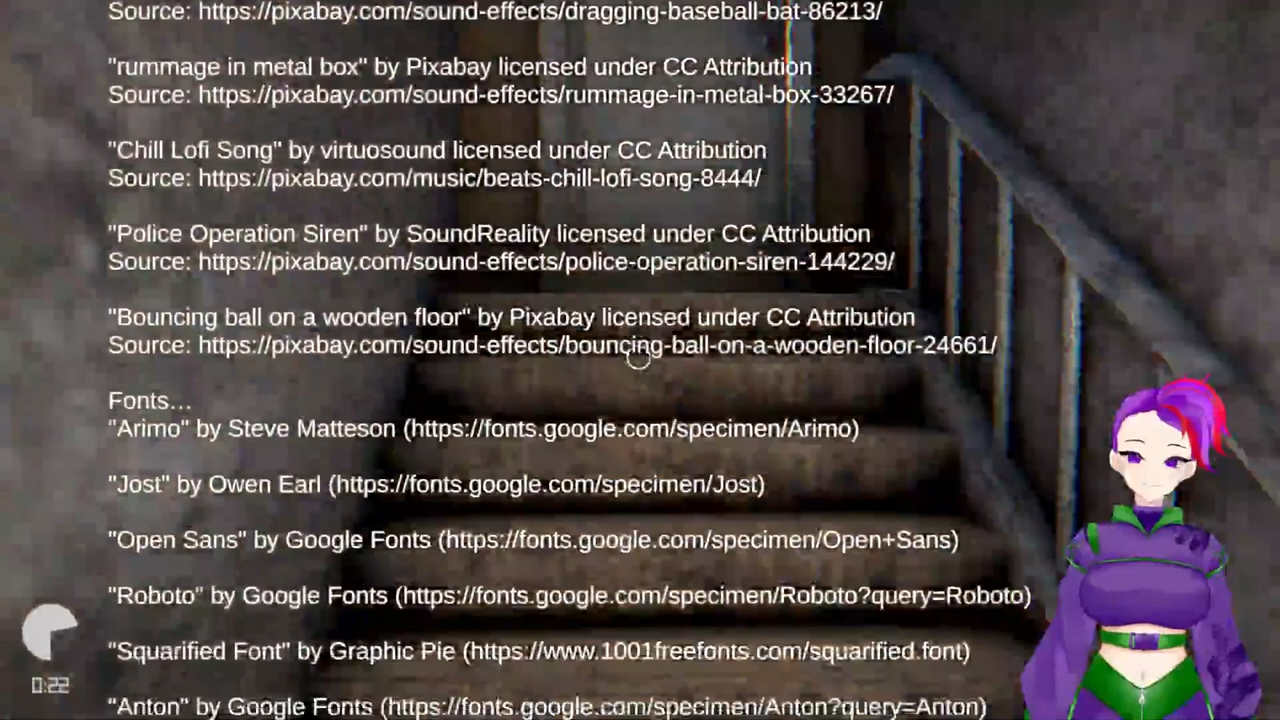 Source: https://pixabay.com/sound-effects/dragging-baseball-bat-86213/
"rummage in metal box" by Pixabay licensed under CC Attribution
Source: https://pixabay.com/sound-effects/rummage-in-metal-box-33267/
"Chill Lofi Song" by virtuosound licensed under CC Attribution
Source: https://pixabay.com/music/beats-chill-lofi-song-8444/
"Police Operation Siren" by SoundReality licensed under CC Attribution
Source: https://pixabay.com/sound-effects/police-operation-siren-144229/
"Bouncing ball on a wooden floor" by Pixabay licensed under CC Attribution
Source: https://pixabay.com/sound-effects/bouncing-ball-on-a-wooden-floor-24661/
Fonts...
"Arimo" by Steve Matteson (https://fonts.google.com/specimen/Arimo)
"Jost" by Owen Earl (https://fonts.google.com/specimen/Jost)
"Open Sans" by Google Fonts (https://fonts.google.com/specimen/Open+Sans)
"Roboto" by Google Fonts (https://fonts.google.com/specimen/Roboto?query=Roboto)
"Squarified Font" by Graphic Pie (https://www.1001freefonts.com/squarified.font)
"Anton" by Google Fonts (https://fonts.google.com/specimen/Anton?query=Anton)
0:22